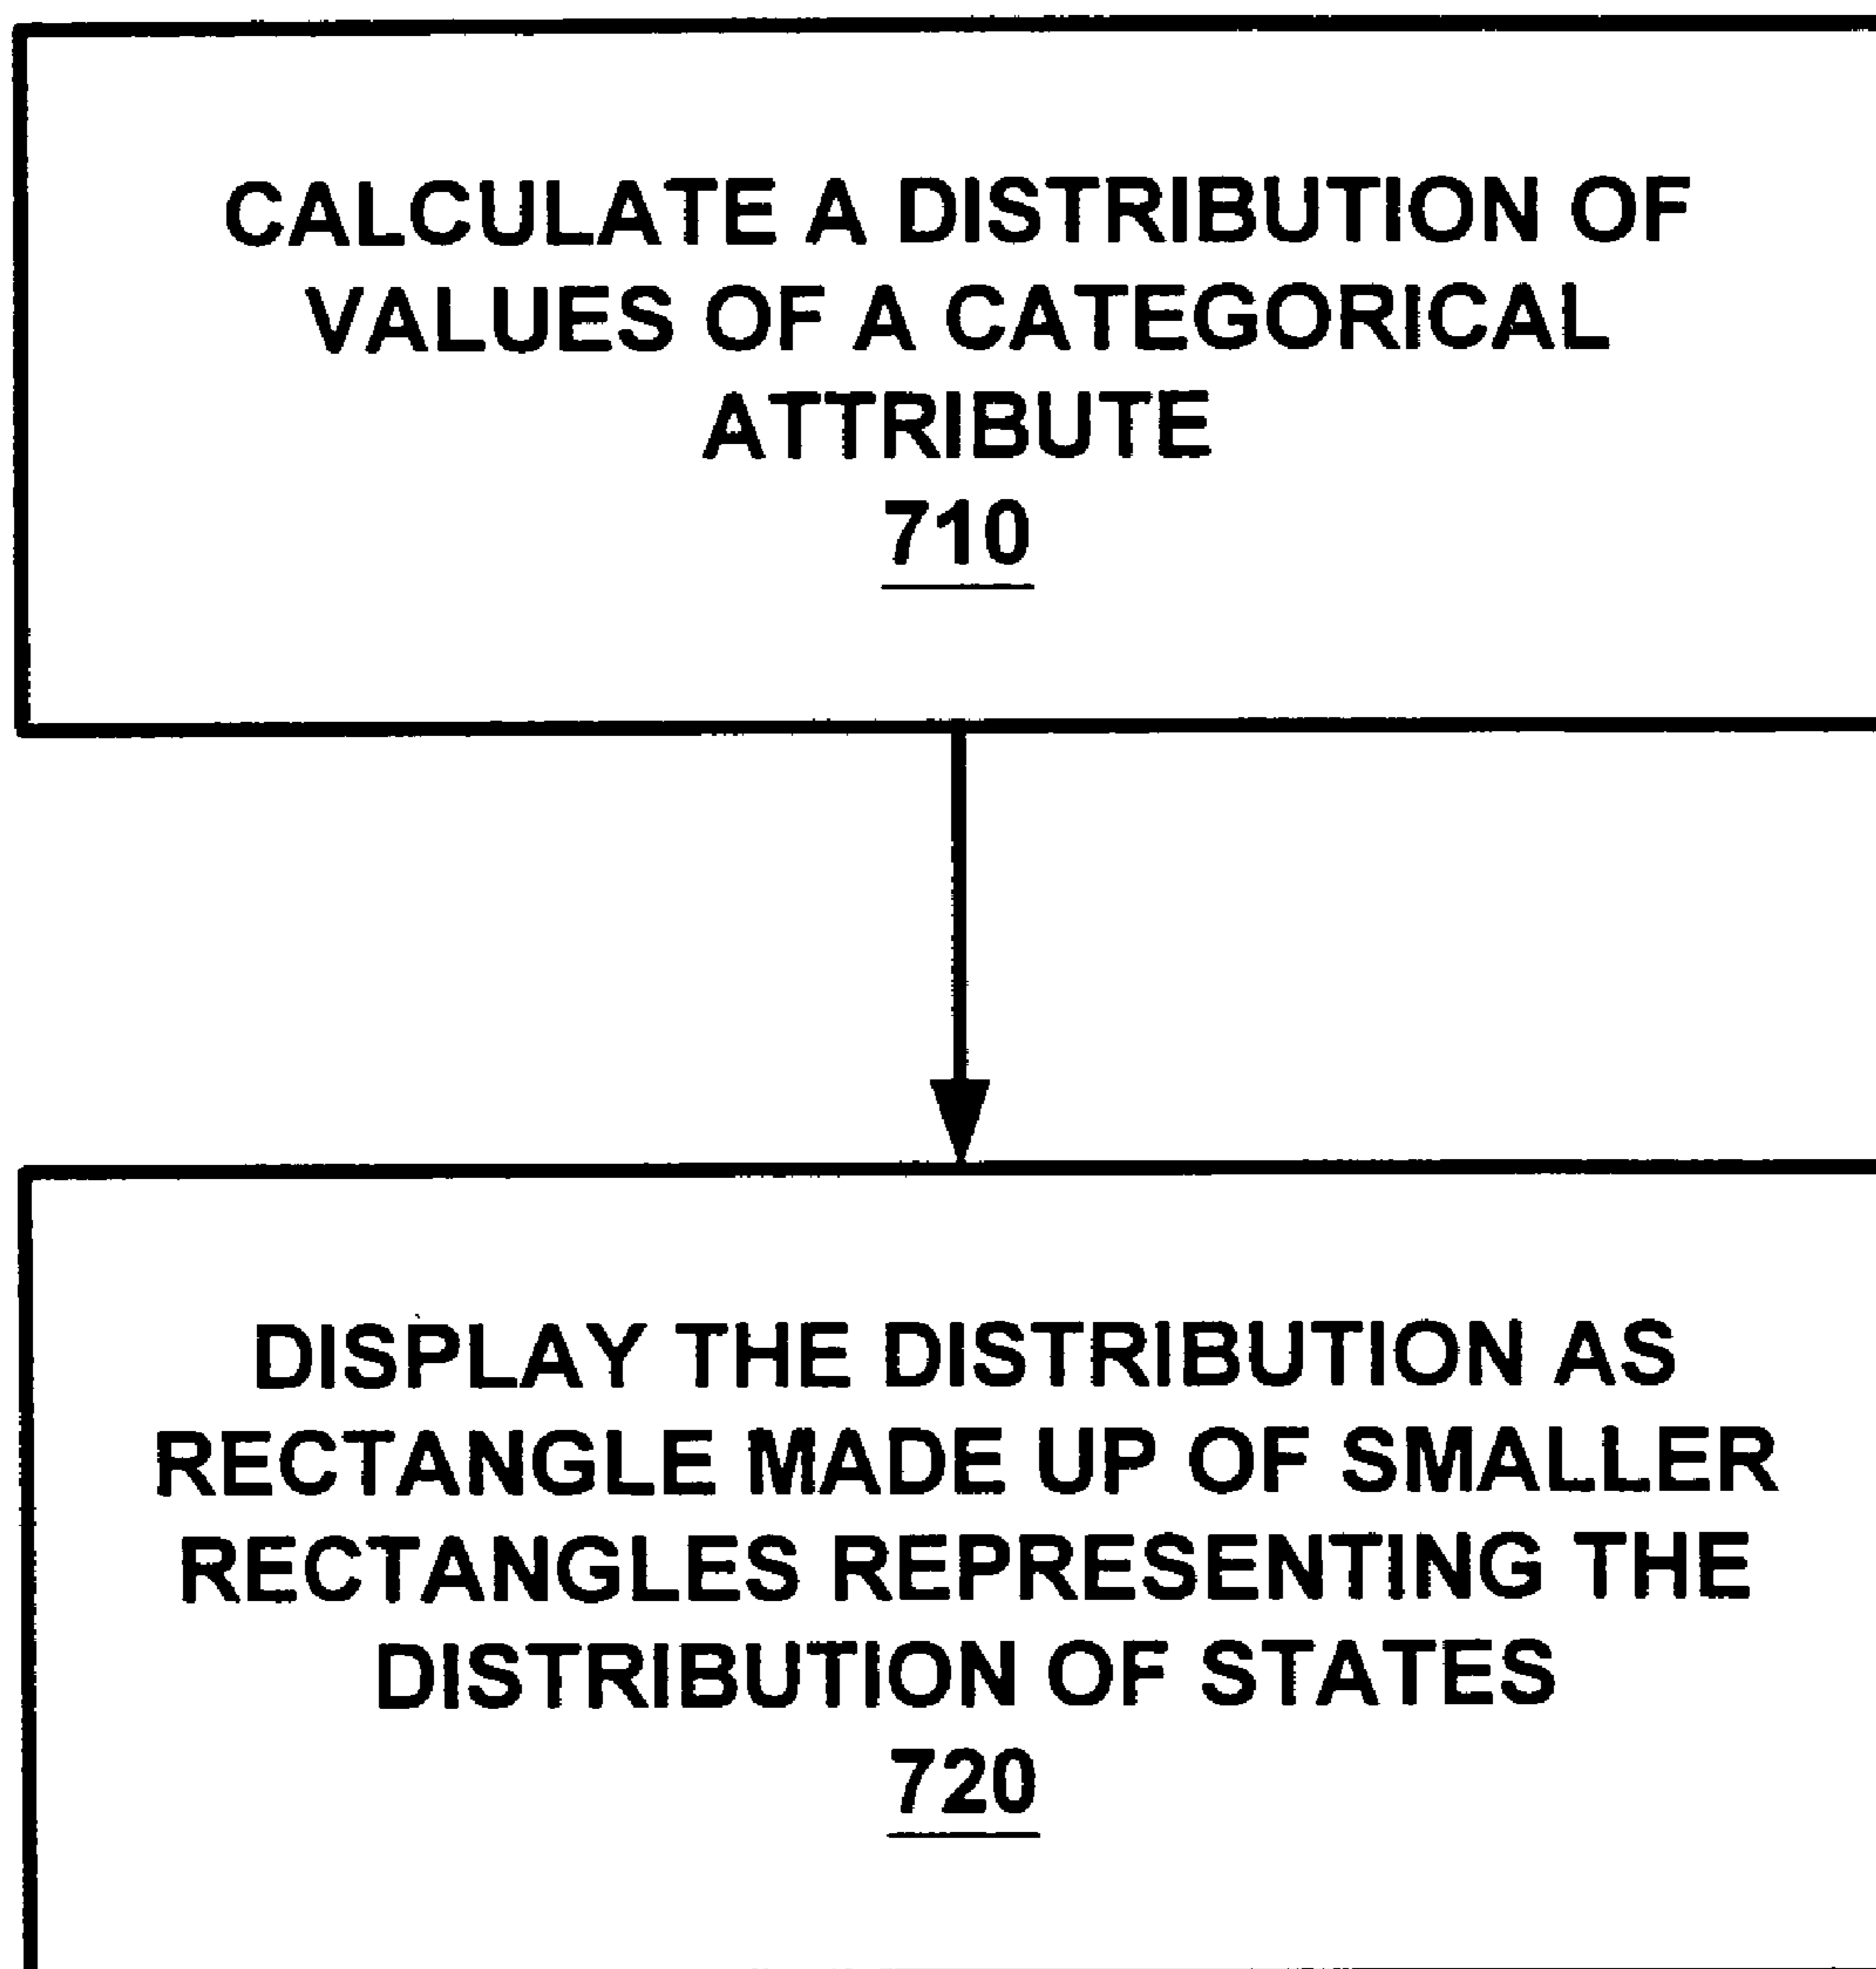 CALCULATE A DISTRIBUTION OF
VALUES OF A CATEGORICAL
ATTRIBUTE
710
DISPLAY THE DISTRIBUTION AS
RECTANGLE MADE UP OF SMALLER
RECTANGLES REPRESENTING THE
DISTRIBUTION OF STATES
720